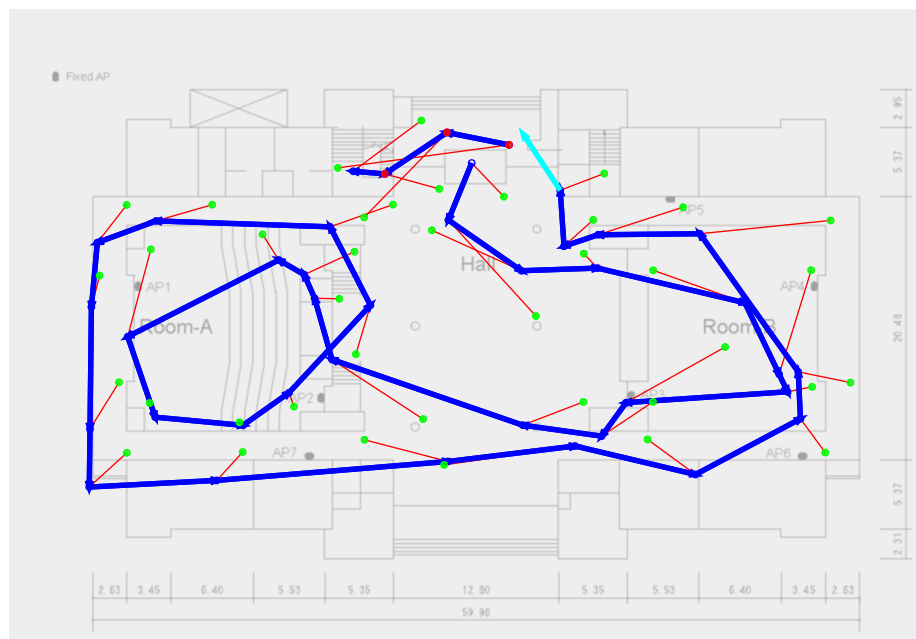 Fixed AP
2.95
5.37
AP5
Hall
AP1
AP4
Room-A
Room-B
20.48
AP2
AP3
AP7
AP6
5.37
2.31
2.63 3.45 6.40 5.53 5.35 12.80 5.35 5.53 6.40 3.45 2.63
59.96